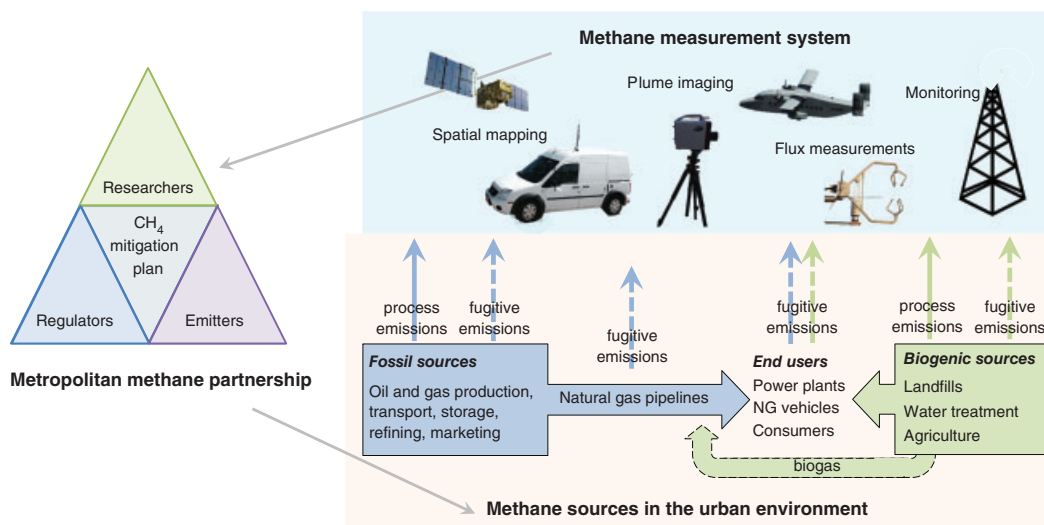 Methane measurement system
Plume imaging
Monitoring
Spatial mapping
Flux measurements
Researchers
CH4
mitigation
plan
Regulators
Emitters
Metropolitan methane partnership
process
emissions
fugitive
emissions
fugitive
emissions
fugitive
emissions
process
emissions
fugitive
emissions
Fossil sources
Oil and gas production,
transport, storage,
refining, marketing
Natural gas pipelines
End users
Power plants
NG vehicles
Consumers
Biogenic sources
Landfills
Water treatment
Agriculture
biogas
Methane sources in the urban environment